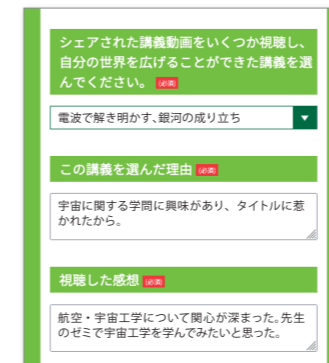 シェアされた講義動画をいくつか視聴し、
自分の世界を広げることができた講義を選
んでください。 (必須)
電波で解き明かす、銀河の成り立ち
この講義を選んだ理由 (必須)
宇宙に関する学問に興味があり、タイトルに惹
かれたから。
視聴した感想 (必須)
航空・宇宙工学について関心が深まった。先生
のゼミで宇宙工学を学んでみたいと思った。